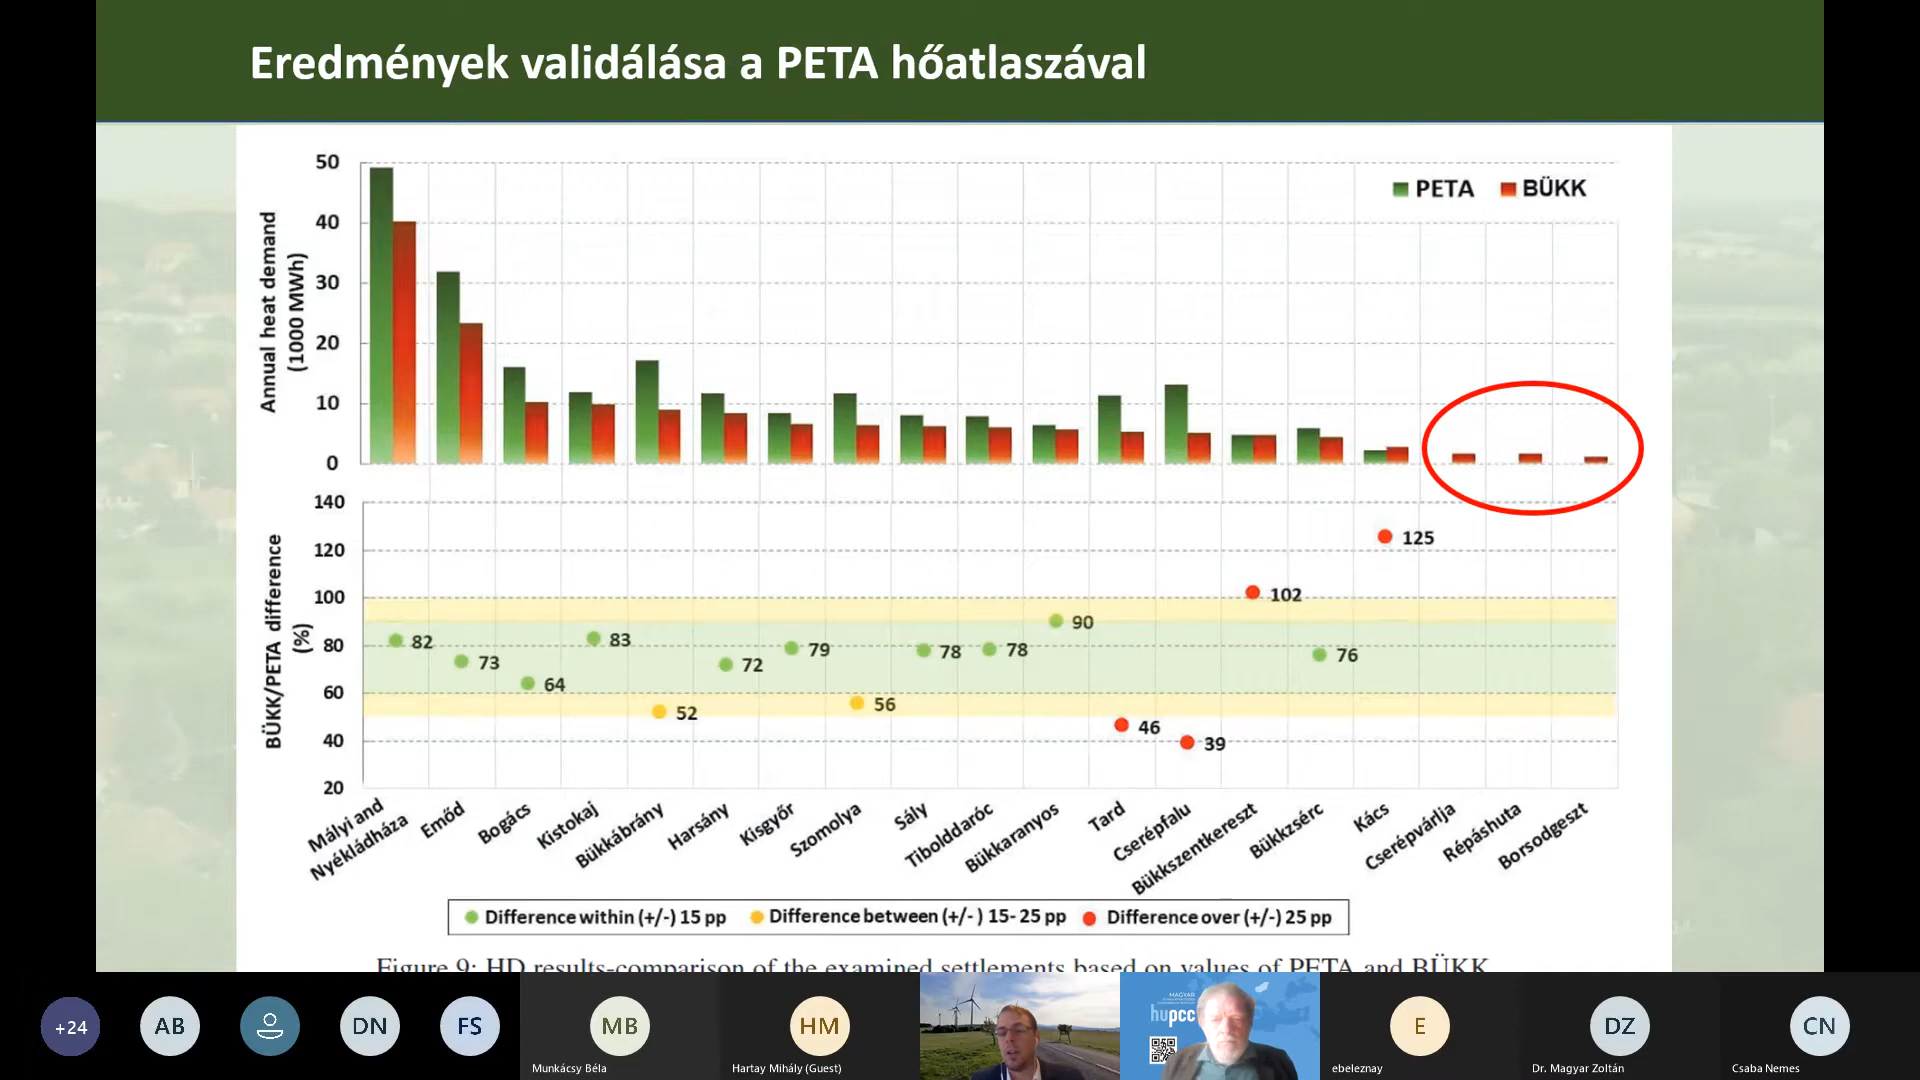 Eredmények validálása a PETA hőatlaszával
Annual heat demand
(1000 MWh)
50
40
30
20
10
0
PETA
BÜKK
BÜKK/PETA difference
(%)
140
120
100
80
60
40
20
82
73
64
83
52
72
79
56
78
78
90
46
39
102
76
125
Mályi and
Nyékládháza
Emőd
Bogács
Kistokaj
Bükkábrány
Harsány
Kisgyőr
Szomolya
Sály
Tibolddaróc
Bükkaranyos
Tard
Cserépfalu
Bükkszentkereszt
Bükkzsérc
Kács
Cserépvárlja
Répáshuta
Borsodgeszt
Difference within (+/-) 15 pp
Difference between (+/- ) 15- 25 pp
Difference over (+/-) 25 pp
Figure 9: HD results-comparison of the examined settlements based on values of PETA and BÜKK
+24
AB
DN
FS
MB
Munkácsy Béla
HM
Hartay Mihály (Guest)
MAGYAR
hupcc
E
ebeleznay
DZ
Dr. Magyar Zoltán
CN
Csaba Nemes